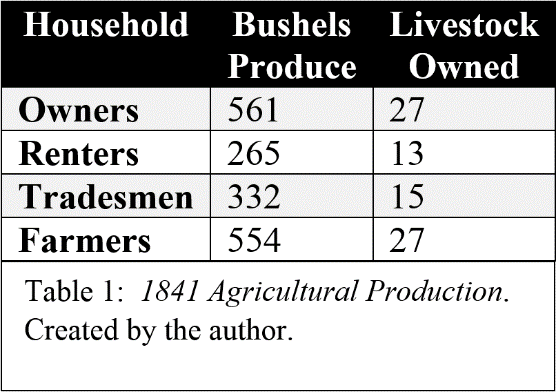 Household Bushels Produce Livestock Owned
Owners 561 27
Renters 265 13
Tradesmen 332 15
Farmers 554 27
Table 1: 1841 Agricultural Production.
Created by the author.